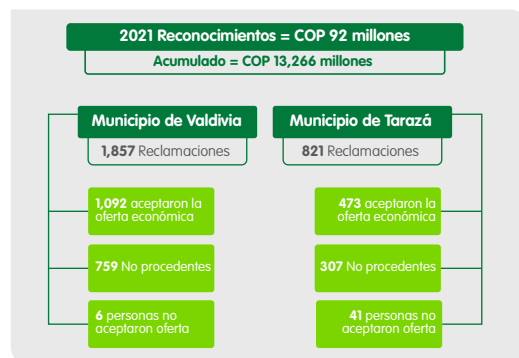 2021 Reconocimientos = COP 92 millones
Acumulado = COP 13,266 millones
Municipio de Valdivia
1,857 Reclamaciones
1,092 aceptaron la
oferta económica
759 No procedentes
6 personas no
aceptaron oferta
Municipio de Tarazá
821 Reclamaciones
473 aceptaron la
oferta económica
307 No procedentes
41 personas no
aceptaron oferta